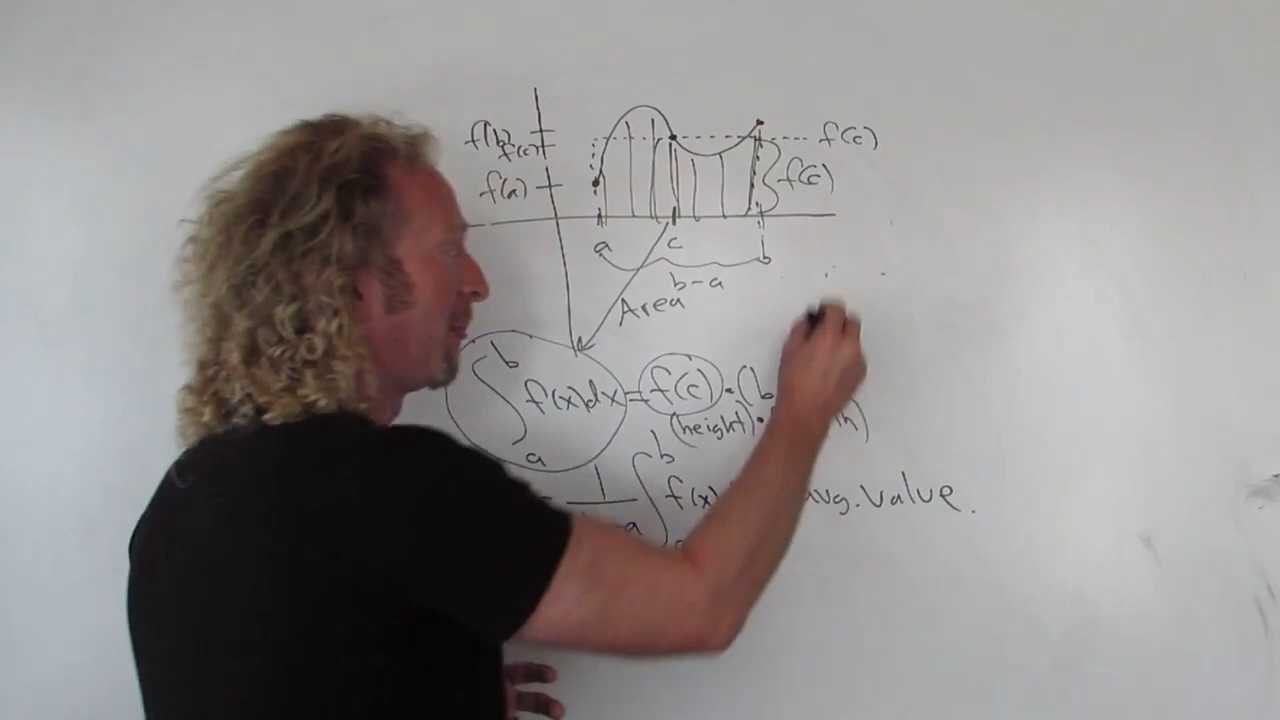 f(b)
f(c) f(c)
f(a) f(c)
a c b
b-a
Area
∫ b a f(x)dx = f(c) · (b
(height) ·
1 ∫ b f(x) avg. value.
a